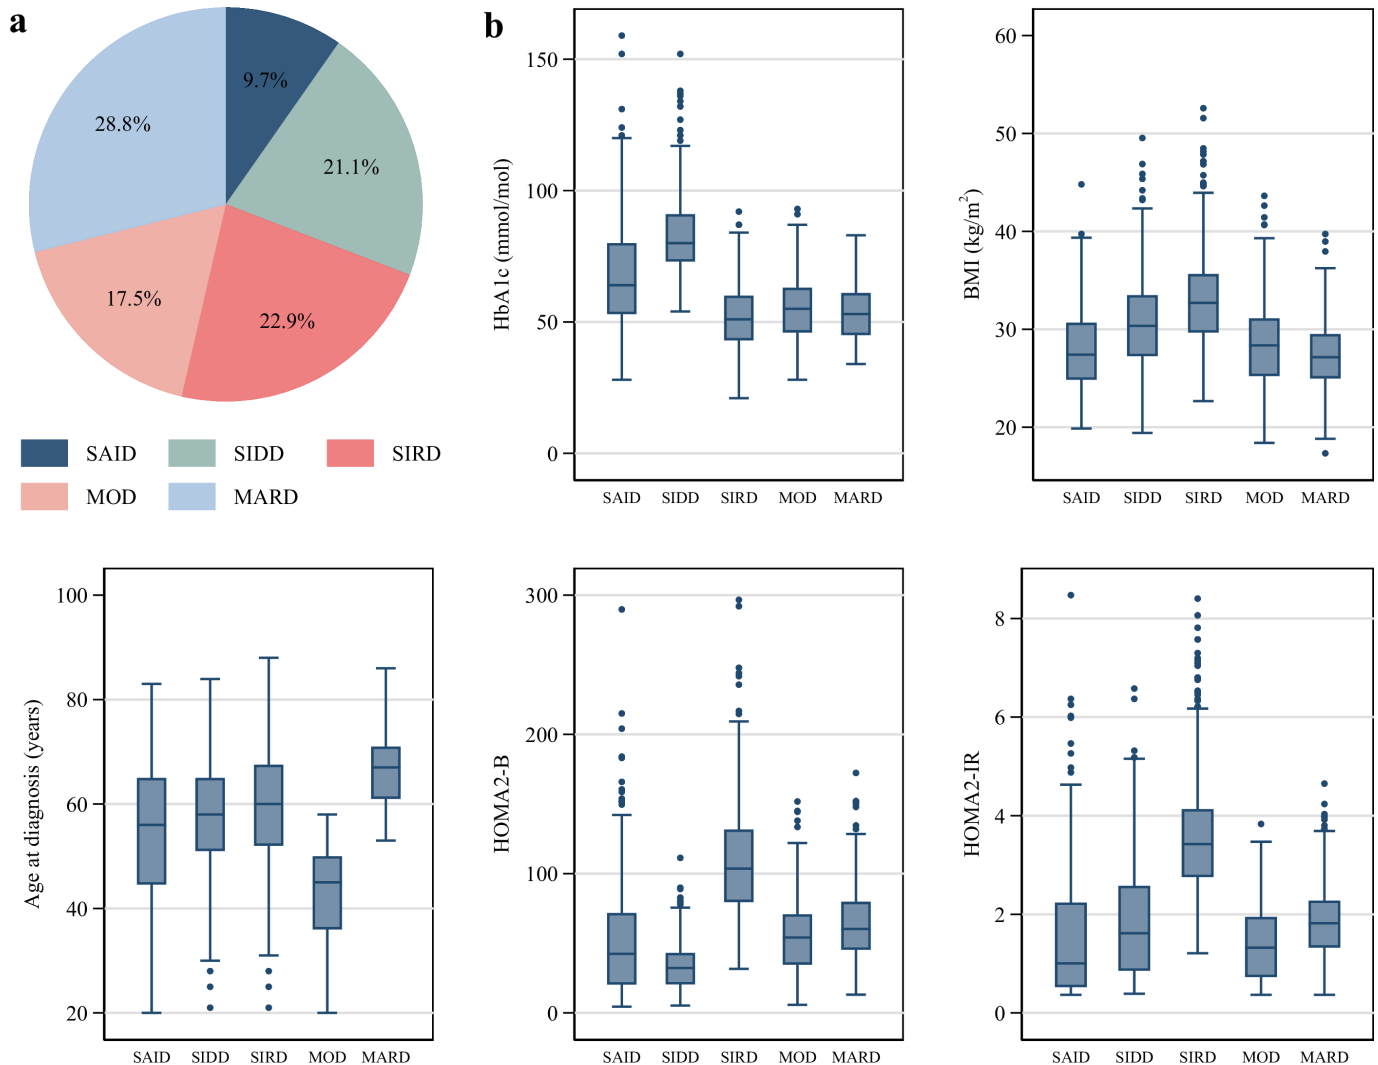 a
9.7%
28.8%
21.1%
17.5%
22.9%
SAID
SIDD
SIRD
MOD
MARD
b
HbA1c (mmol/mol)
150
100
50
0
SAID SIDD SIRD MOD MARD
BMI (kg/m²)
60
50
40
30
20
SAID SIDD SIRD MOD MARD
Age at diagnosis (years)
100
80
60
40
20
SAID SIDD SIRD MOD MARD
HOMA2-B
300
200
100
0
SAID SIDD SIRD MOD MARD
HOMA2-IR
8
6
4
2
0
SAID SIDD SIRD MOD MARD